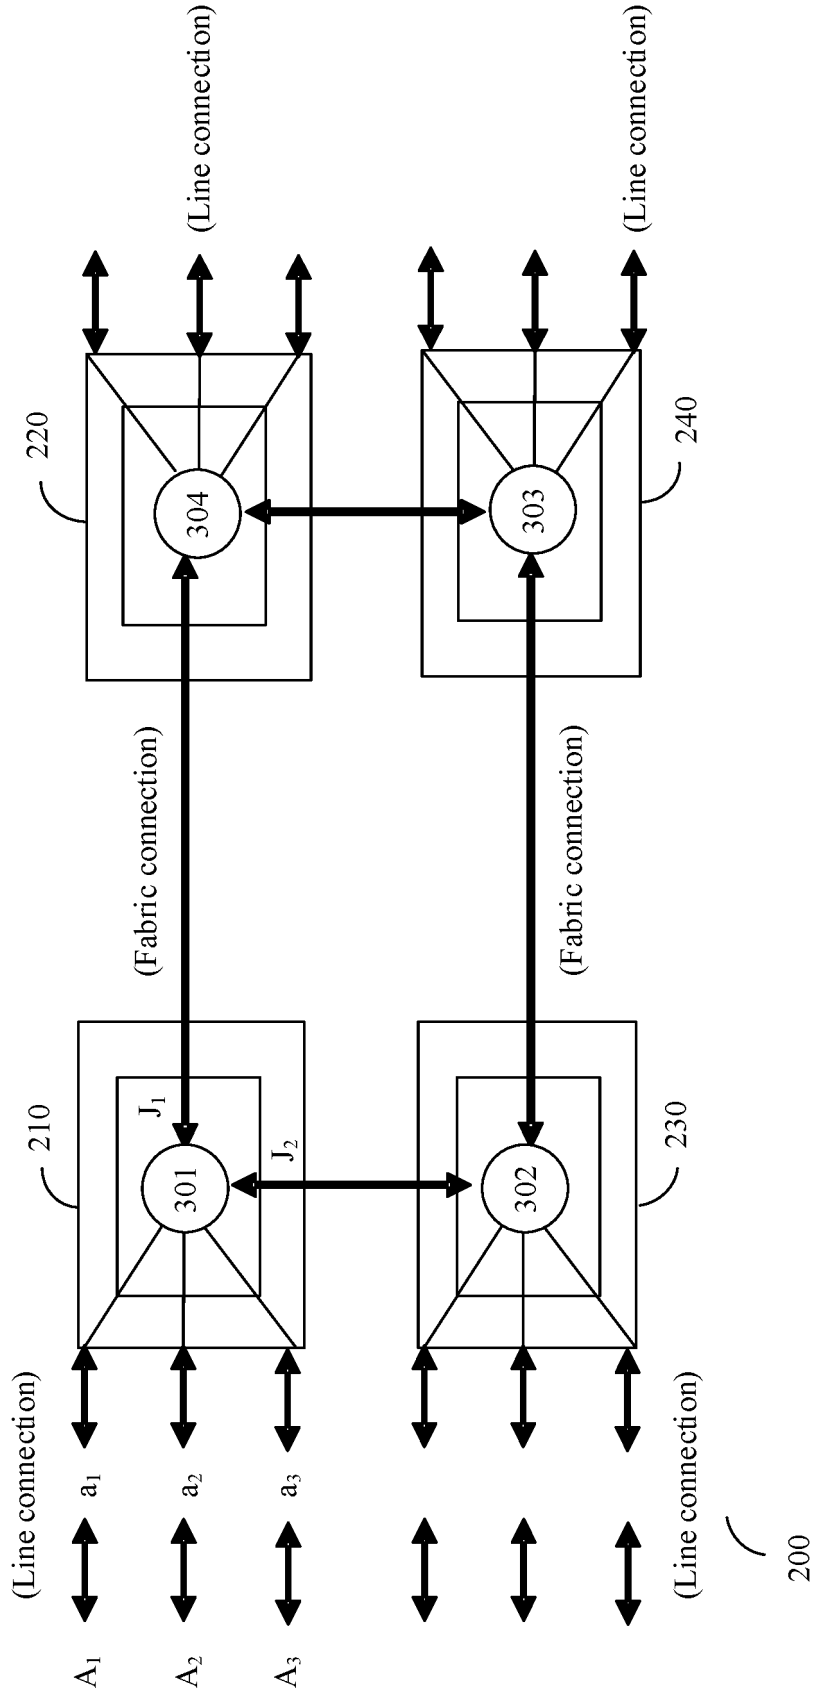 (Line connection)
(Line connection)
220
304
303
240
(Fabric connection)
(Fabric connection)
210
J1
301
J2
302
230
(Line connection)
a1
a2
a3
(Line connection)
A1
A2
A3
200